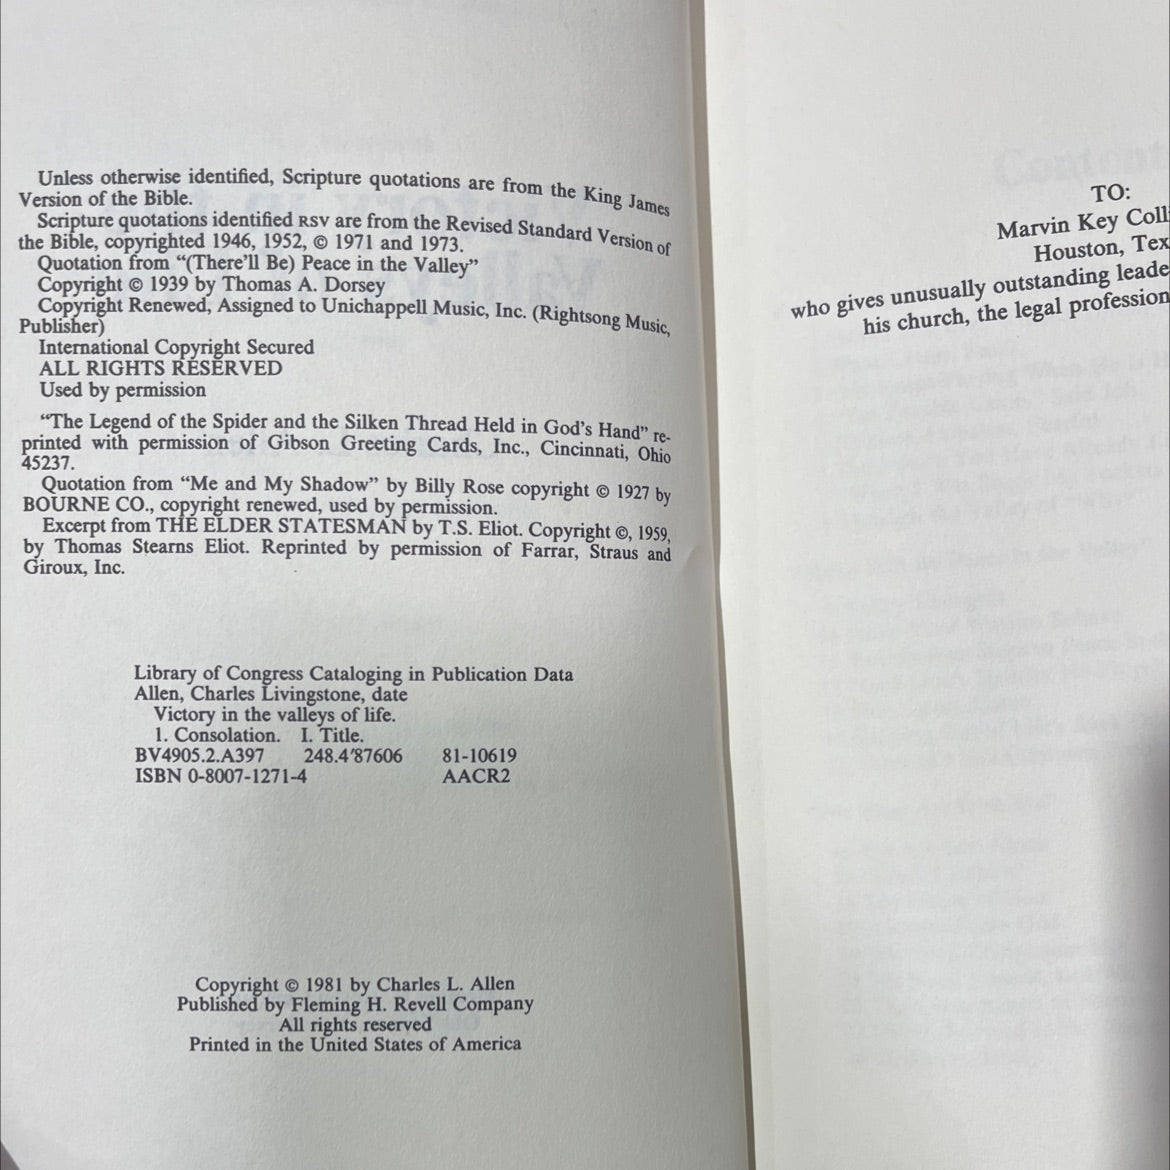 Unless otherwise identified, Scripture quotations are from the King James
Version of the Bible.
Scripture quotations identified RSV are from the Revised Standard Version of
the Bible, copyrighted 1946, 1952, © 1971 and 1973.
Quotation from “(There'll Be) Peace in the Valley”
Copyright © 1939 by Thomas A. Dorsey
Copyright Renewed, Assigned to Unichappell Music, Inc. (Rightsong Music,
Publisher)
International Copyright Secured
ALL RIGHTS RESERVED
Used by permission
“The Legend of the Spider and the Silken Thread Held in God's Hand” re-
printed with permission of Gibson Greeting Cards, Inc., Cincinnati, Ohio
45237.
Quotation from “Me and My Shadow” by Billy Rose copyright © 1927 by
BOURNE CO., copyright renewed, used by permission.
Excerpt from THE ELDER STATESMAN by T.S. Eliot. Copyright ©, 1959,
by Thomas Stearns Eliot. Reprinted by permission of Farrar, Straus and
Giroux, Inc.
Library of Congress Cataloging in Publication Data
Allen, Charles Livingstone, date
Victory in the valleys of life.
1. Consolation. I. Title.
BV4905.2.A397 248.4'87606 81-10619
ISBN 0-8007-1271-4 AACR2
Copyright © 1981 by Charles L. Allen
Published by Fleming H. Revell Company
All rights reserved
Printed in the United States of America
TO:
Marvin Key Coll
Houston, Tex
who gives unusually outstanding leade
his church, the legal profession